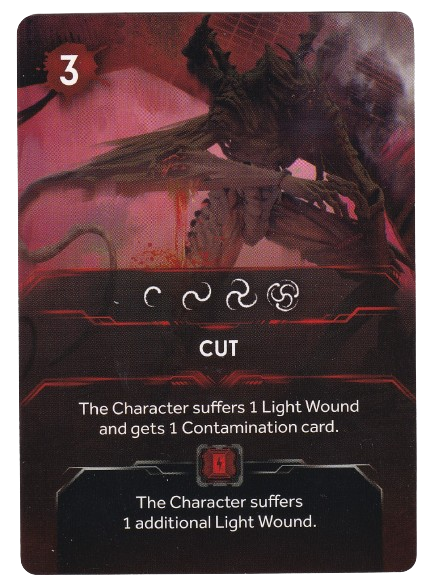 3
CUT
The Character suffers 1 Light Wound
and gets 1 Contamination card.
The Character suffers
1 additional Light Wound.